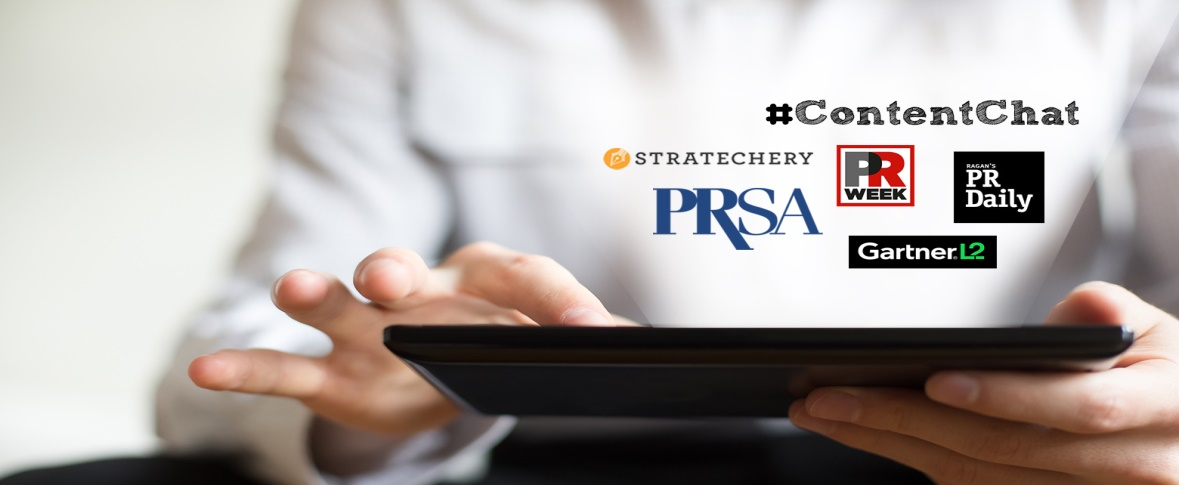 #ContentChat
STRATECHERY
PR
WEEK
RAGAN'S
PR
Daily
PRSA
Gartner L2